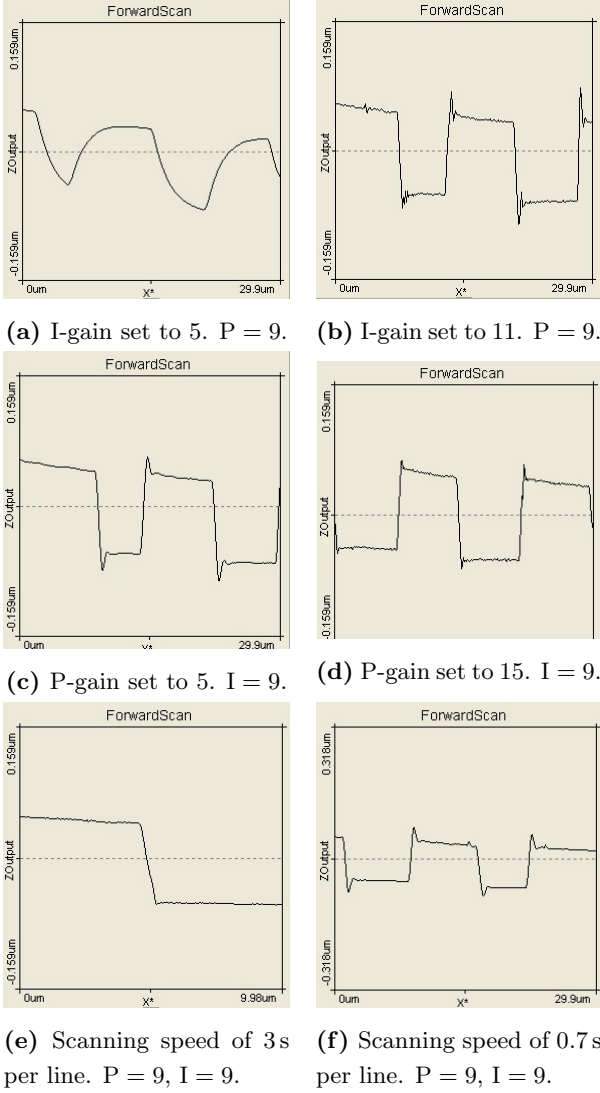 ForwardScan
ForwardScan
0.159um
ZOutput
-0.159um
0um
X*
29.9um
0.159um
ZOutput
-0.159um
0um
X*
29.9um
(a) I-gain set to 5. P = 9.
(b) I-gain set to 11. P = 9.
ForwardScan
ForwardScan
0.159um
ZOutput
-0.159um
0um
X*
29.9um
0.159um
ZOutput
-0.159um
(c) P-gain set to 5. I = 9.
(d) P-gain set to 15. I = 9.
ForwardScan
ForwardScan
0.159um
ZOutput
-0.159um
0um
X*
9.98um
0.318um
ZOutput
-0.318um
0um
X*
29.9um
(e) Scanning speed of 3 s
per line. P = 9, I = 9.
(f) Scanning speed of 0.7 s
per line. P = 9, I = 9.